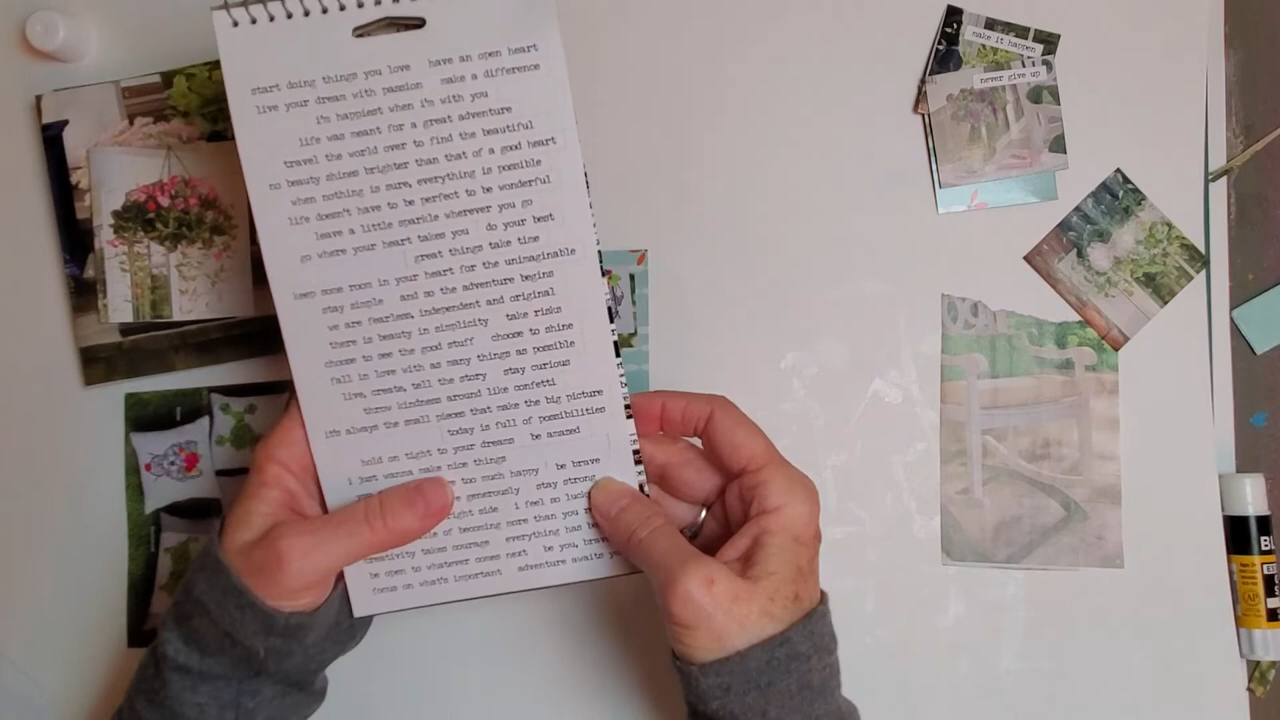 start doing things you love have an open heart
live your dream with passion make a difference
i'm happiest when i'm with you
life was meant for a great adventure
travel the world over to find the beautiful
no beauty shines brighter than that of a good heart
when nothing is sure, everything is possible
life doesn't have to be perfect to be wonderful
leave a little sparkle wherever you go
go where your heart takes you do your best
great things take time
keep some room in your heart for the unimaginable
stay simple and so the adventure begins
we are fearless, independent and original
there is beauty in simplicity take risks
choose to see the good stuff choose to shine
fall in love with as many things as possible
live, create, tell the story stay curious
throw kindness around like confetti
it's always the small pieces that make the big picture
today is full of possibilities
hold on tight to your dreams be amazed
i just wanna make nice things
too much happy be brave
generously stay strong
right side i feel so
of becoming more than you
creativity takes courage everything has
be open to whatever comes next be you, brave
focus on what's important adventure awaits
make it happen
never give up
BL
AP